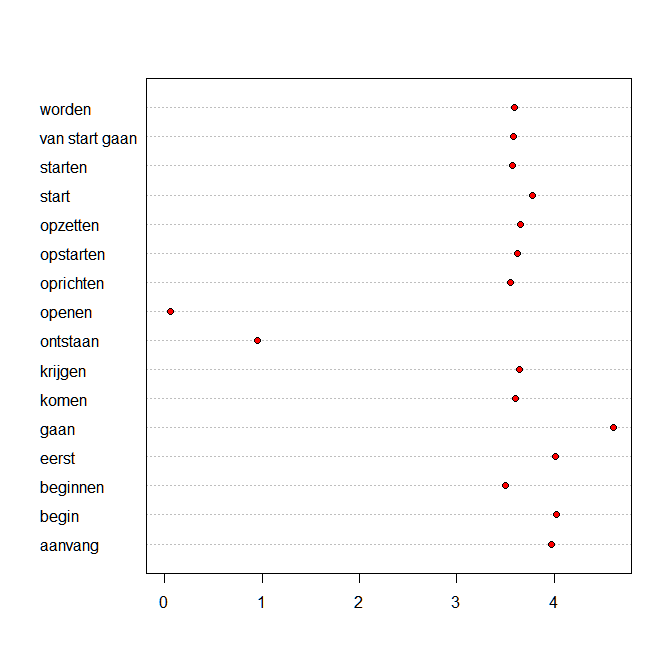 worden
van start gaan
starten
start
opzetten
opstarten
oprichten
openen
ontstaan
krijgen
komen
gaan
eerst
beginnen
begin
aanvang
0 1 2 3 4